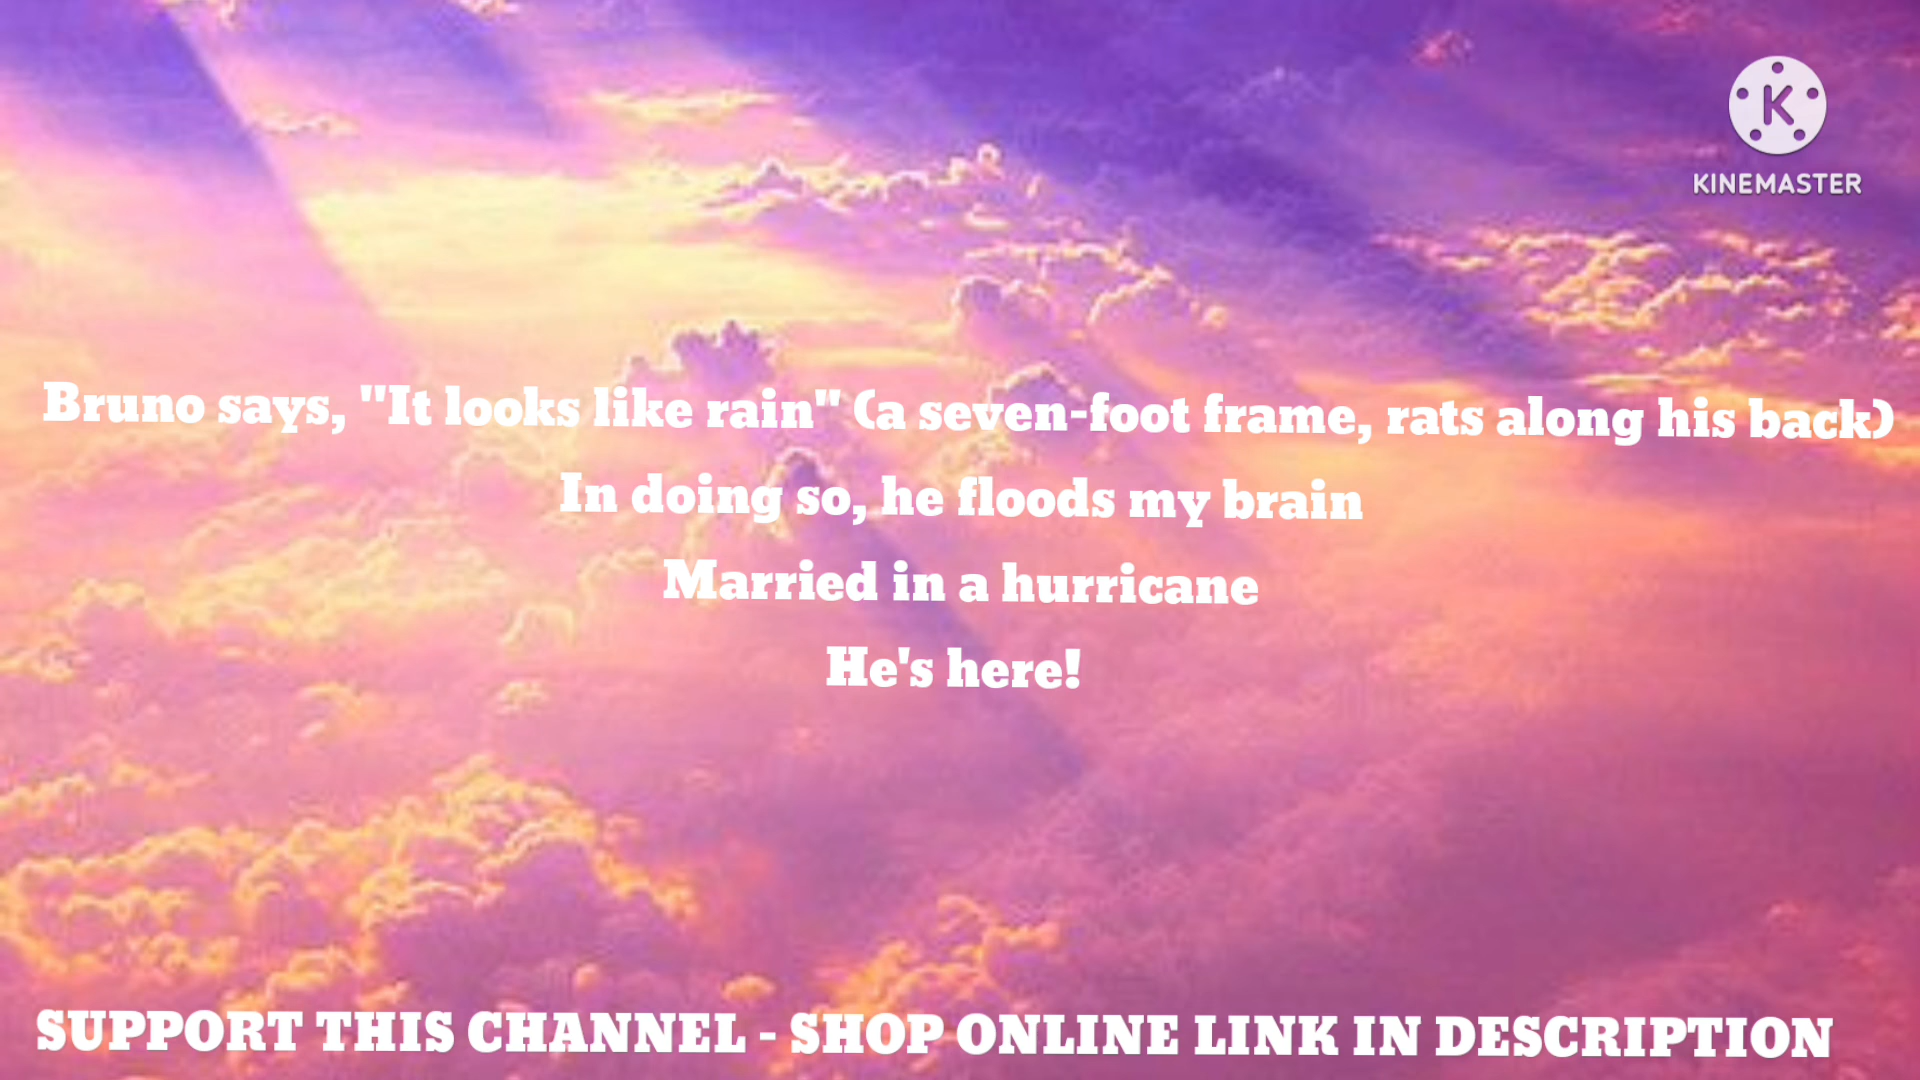 KINEMASTER
Bruno says, "It looks like rain" (a seven-foot frame, rats along his back)
In doing so, he floods my brain
Married in a hurricane
He's here!
SUPPORT THIS CHANNEL - SHOP ONLINE LINK IN DESCRIPTION